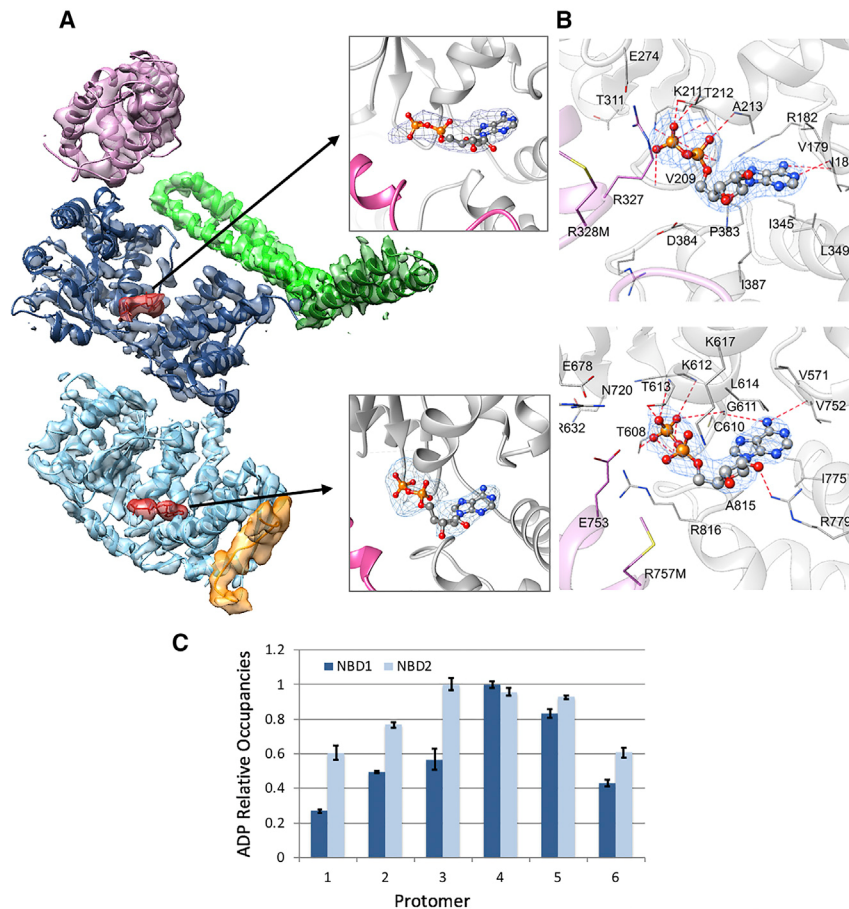 A
B
E274
K211
T212
T311
A213
R182
V179
I18
V209
R327
R328M
D384
P383
I345
L349
I387
K617
E678
K612
N720
T613
L614
V571
G611
V752
R632
C610
T608
I775
A815
E753
R816
R779
R757M
C
1.2
NBD1 NBD2
1
0.8
0.6
0.4
0.2
0
ADP Relative Occupancies
1 2 3 4 5 6
Protomer